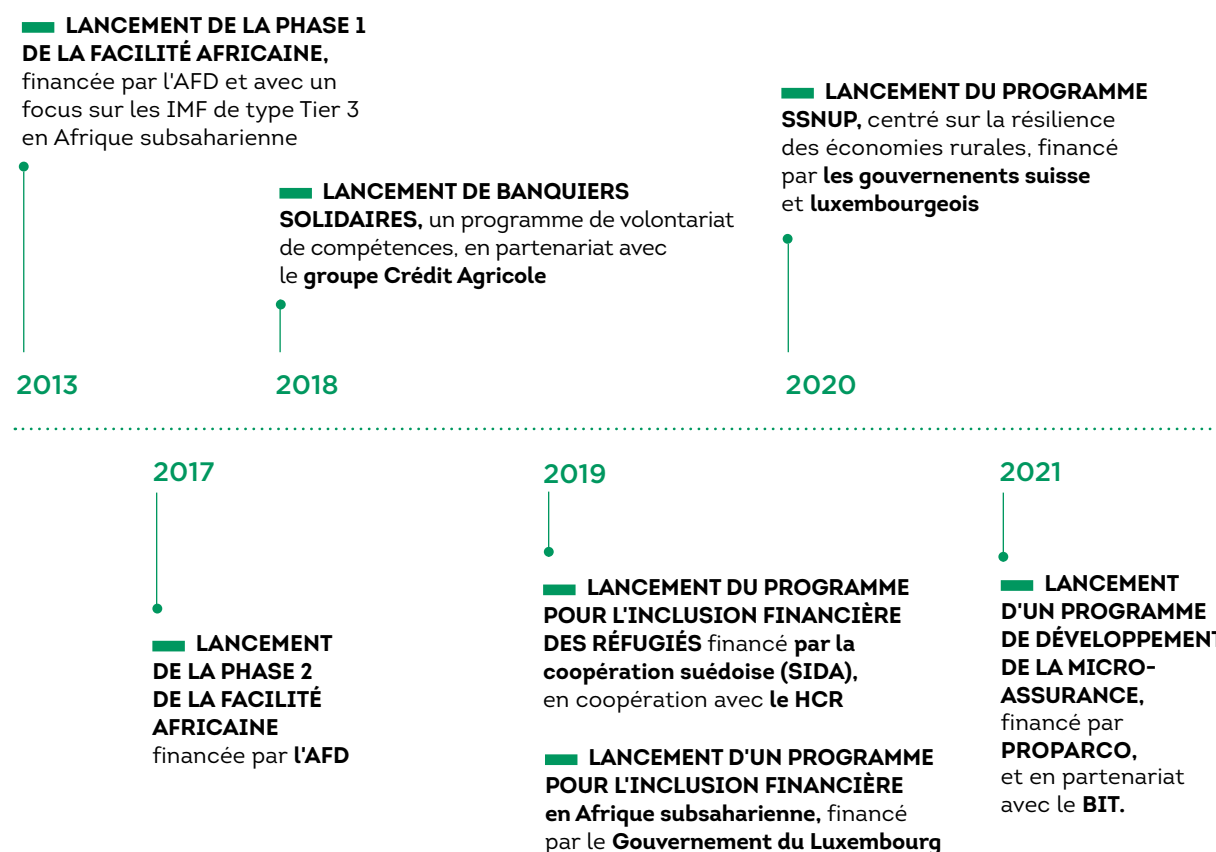 LANCEMENT DE LA PHASE 1
DE LA FACILITÉ AFRICAINE,
financée par l'AFD et avec un
focus sur les IMF de type Tier 3
en Afrique subsaharienne
2013
LANCEMENT DE BANQUIERS
SOLIDAIRES, un programme de volontariat
de compétences, en partenariat avec
le groupe Crédit Agricole
2018
LANCEMENT DU PROGRAMME
SSNUP, centré sur la résilience
des économies rurales, financé
par les gouvernenents suisse
et luxembourgeois
2020
2017
LANCEMENT
DE LA PHASE 2
DE LA FACILITÉ
AFRICAINE
financée par l'AFD
2019
LANCEMENT DU PROGRAMME
POUR L'INCLUSION FINANCIÈRE
DES RÉFUGIÉS financé par la
coopération suédoise (SIDA),
en coopération avec le HCR
LANCEMENT D'UN PROGRAMME
POUR L'INCLUSION FINANCIÈRE
en Afrique subsaharienne, financé
par le Gouvernement du Luxembourg
2021
LANCEMENT
D'UN PROGRAMME
DE DÉVELOPPEMENT
DE LA MICRO-
ASSURANCE,
financé par
PROPARCO,
et en partenariat
avec le BIT.